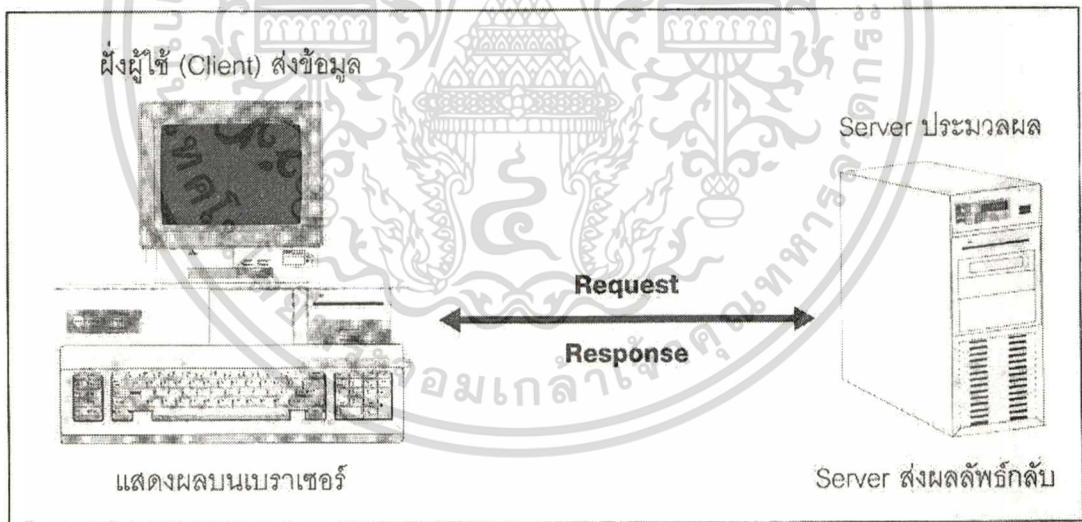 ฝั่งผู้ใช้ (Client) ส่งข้อมูล
Server ประมวลผล
Request
Response
แสดงผลบนเบราเซอร์
Server ส่งผลลัพธ์กลับ